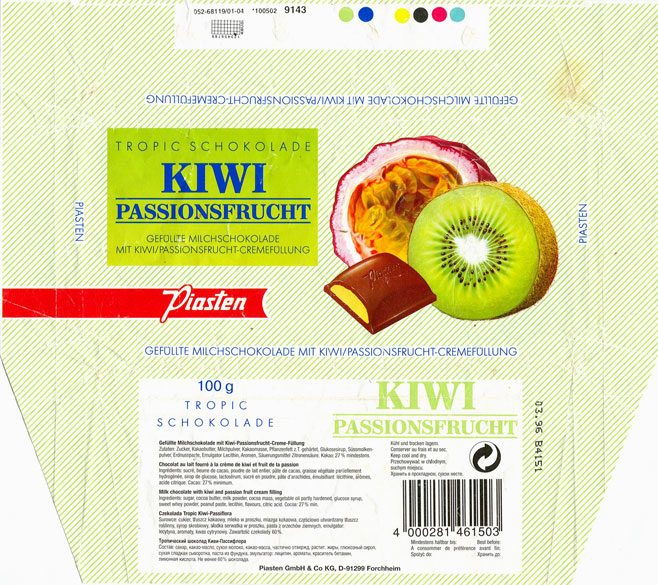 052-68119/01-04 *100502 9143
GEFÜLLTE MILCHSCHOKOLADE MIT KIWI/PASSIONSFRUCHT-CREMEFÜLLUNG
TROPIC SCHOKOLADE
KIWI
PASSIONSFRUCHT
GEFÜLLTE MILCHSCHOKOLADE
MIT KIWI/PASSIONSFRUCHT-CREMEFÜLLUNG
PIASTEN
PIASTEN
Piasten
GEFÜLLTE MILCHSCHOKOLADE MIT KIWI/PASSIONSFRUCHT-CREMEFÜLLUNG
100 g
TROPIC
SCHOKOLADE
KIWI
PASSIONSFRUCHT
Gefüllte Milchschokolade mit Kiwi-Passionsfrucht-Creme-Füllung
Zutaten: Zucker, Kakaobutter, Milchpulver, Kakaomasse, Pflanzenfett z.T. gehärtet, Glukosesirup, Süssmolken-
pulver, Erdnusspaste, Emulgator Lecithin, Aromen, Säuerungsmittel Zitronensäure. Kakao: 27% mindestens.
Chocolat au lait fourré à la crème de kiwi et fruit de la passion
Ingrédients: sucre, beurre de cacao, poudre de lait entier, pâte de cacao, graisse végétale partiellement
hydrogénée, sirop de glucose, lactosérum, sucré en poudre, pâte d'arachides, émulsifiant: lécithine, arômes,
acide citrique. Cacao: 27% minimum.
Milk chocolate with kiwi and passion fruit cream filling
Ingredients: sugar, cocoa butter, milk powder, cocoa mass, vegetable oil partly hardened, glucose syrup,
sweet whey powder, peanut paste, lecithin, flavours, citric acid. Cocoa: 27% min.
Czekolada Tropic Kiwi-Passiflora
Surowce: cukier, tłuszcz kakaowy, mleko w proszku, miazga kakaowa, częściowo utwardzany tłuszcz
roślinny, syrop skrobiowy, słodka serwatka w proszku, pasta z orzechów ziemnych, emulgator:
lecytyna, aromaty, kwas cytrynowy. Zawartość czekolady 60%.
Тропический шоколад Киви-Пассифлора
Состав: сахар, какао-масло, сухое молоко, какао-масса, частично отвержд. растит. жиры, глюкозный сироп,
сухая сладкая сыворотка, паста из фундука, эмульгатор: лецитин, ароматы, краситель,
лимонная кислота. Не менее 60% шоколада.
Kühl und trocken lagern.
Conserver au frais et au sec.
Keep cool and dry.
Przechowywać w chłodnym,
suchym miejscu.
Хранить в прохладном, сухом месте.
4 000281 461503
Mindestens haltbar bis: Best before:
A consommer de préférence avant fin:
Spożyć do: Хранить до:
03.96 B4151
Piasten GmbH & Co KG, D-91299 Forchheim